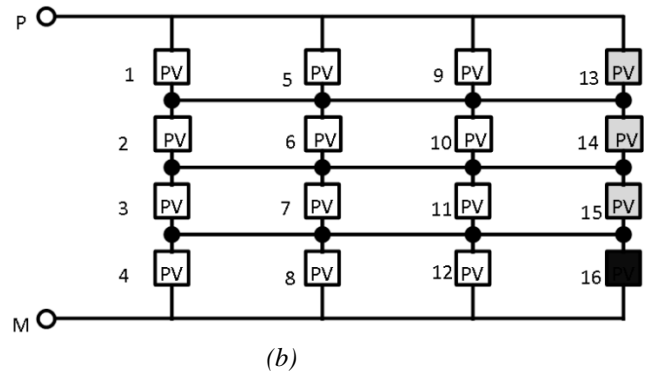 P
1 PV 5 PV 9 PV 13 PV
2 PV 6 PV 10 PV 14 PV
3 PV 7 PV 11 PV 15 PV
4 PV 8 PV 12 PV 16 PV
M
(b)